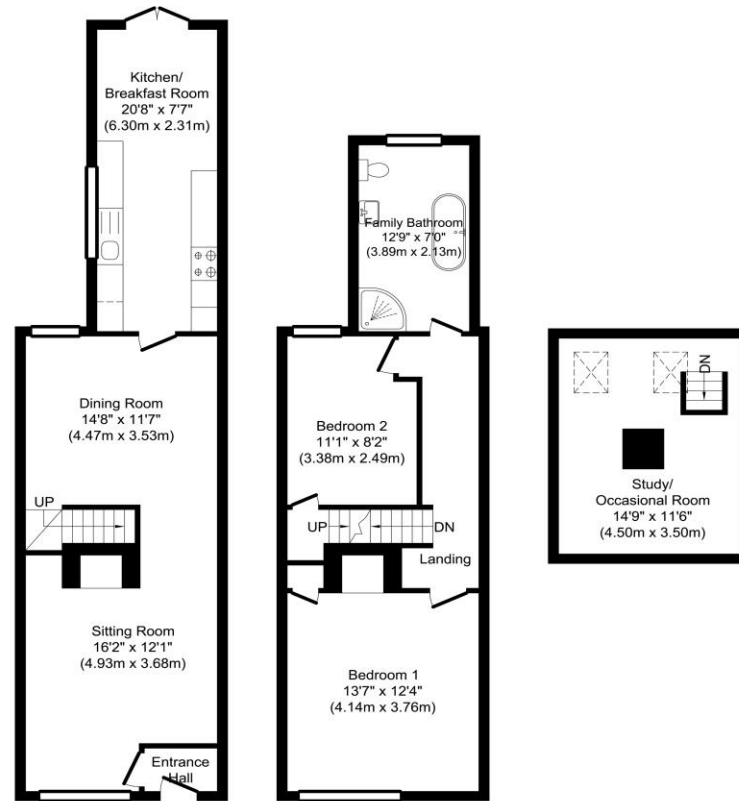 Kitchen/
Breakfast Room
20'8" x 7'7"
(6.30m x 2.31m)
Dining Room
14'8" x 11'7"
(4.47m x 3.53m)
UP
Sitting Room
16'2" x 12'1"
(4.93m x 3.68m)
Entrance
Hall
Family Bathroom
12'9" x 7'0"
(3.89m x 2.13m)
Bedroom 2
11'1" x 8'2"
(3.38m x 2.49m)
UP
DN
Landing
Bedroom 1
13'7" x 12'4"
(4.14m x 3.76m)
DN
Study/
Occasional Room
14'9" x 11'6"
(4.50m x 3.50m)